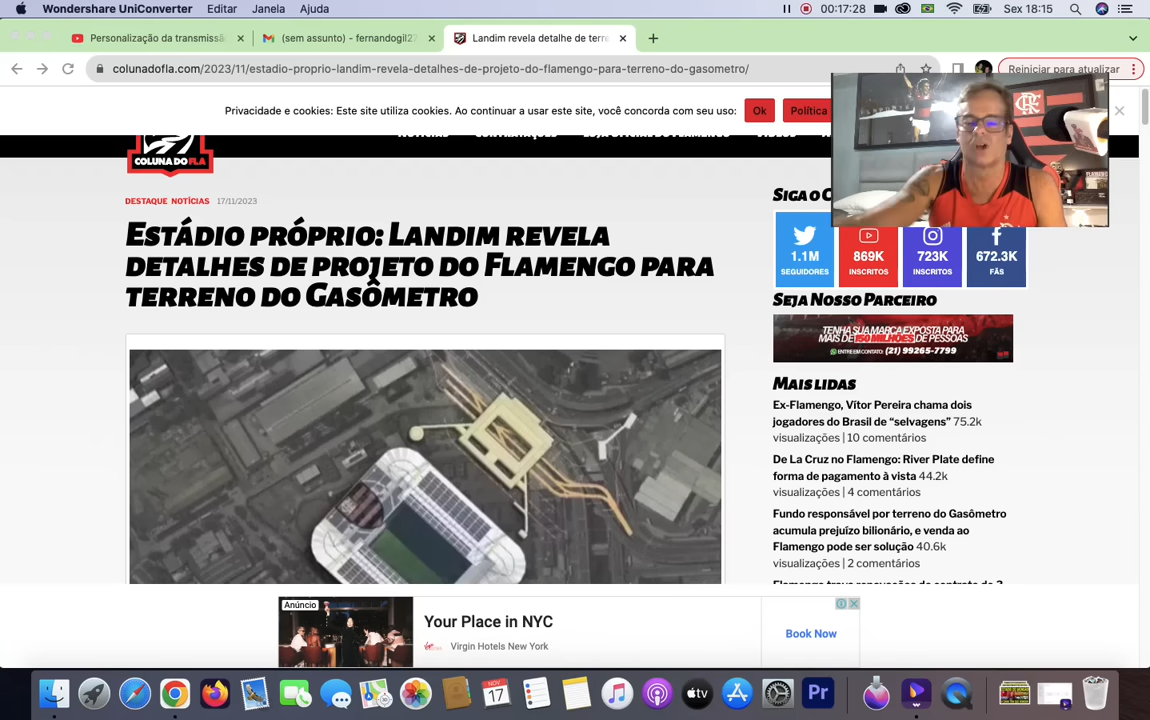 Wondershare UniConverter Editar Janela Ajuda 00:17:28 Sex 18:15
Personalização da transmissã (sem assunto) - fernandogil27 Landim revela detalhe de terre
colunadofla.com/2023/11/estadio-proprio-landim-revela-detalhes-de-projeto-do-flamengo-para-terreno-do-gasometro/ Reiniciar para atualizar
Privacidade e cookies: Este site utiliza cookies. Ao continuar a usar este site, você concorda com seu uso: Ok Política
COLUNA DO FLA
DESTAQUE NOTÍCIAS 17/11/2023
Estádio próprio: Landim revela
detalhes de projeto do Flamengo para
terreno do Gasômetro
Siga o C
1.1M
SEGUIDORES
869K
INSCRITOS
723K
INSCRITOS
672.3K
FÃS
Seja Nosso Parceiro
TENHA SUA MARCA EXPOSTA PARA
MAIS DE 150 MILHÕES DE PESSOAS
ENTRE EM CONTATO: (21) 99265-7799
Mais lidas
Ex-Flamengo, Vítor Pereira chama dois
jogadores do Brasil de “selvagens” 75.2k
visualizações | 10 comentários
De La Cruz no Flamengo: River Plate define
forma de pagamento à vista 44.2k
visualizações | 4 comentários
Fundo responsável por terreno do Gasômetro
acumula prejuízo bilionário, e venda ao
Flamengo pode ser solução 40.6k
visualizações | 2 comentários
Anúncio
Your Place in NYC
Virgin Hotels New York
Book Now
NOV
17
tv
Pr